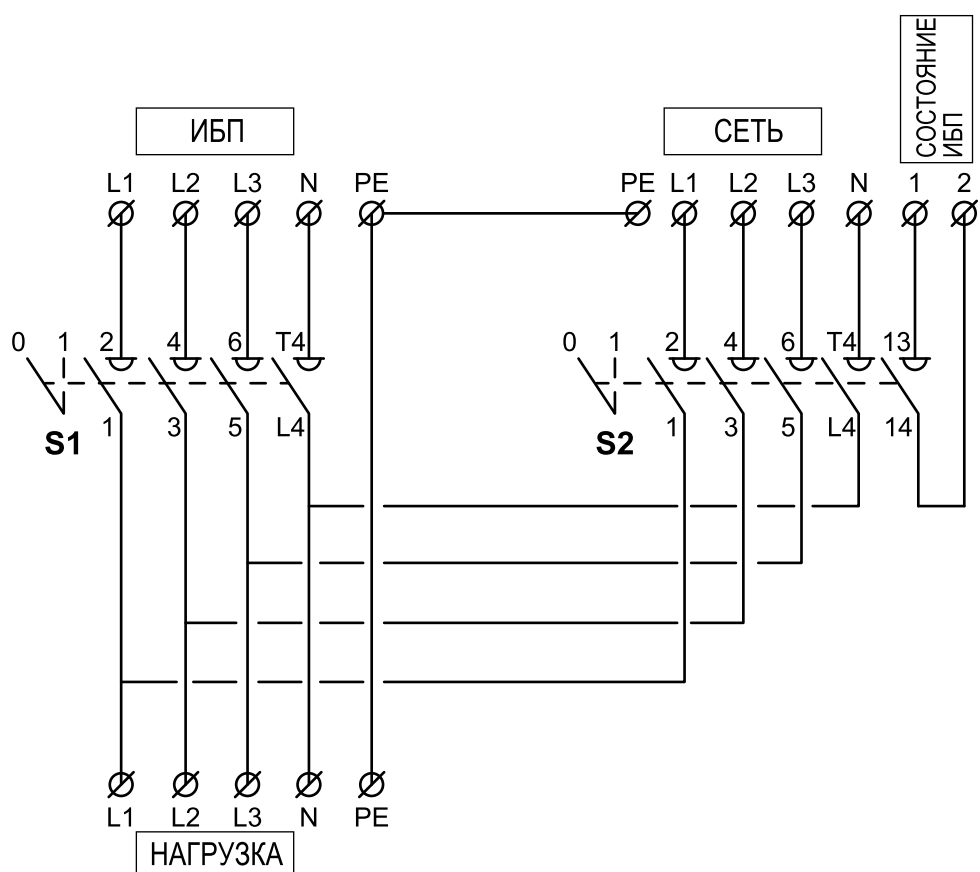 СОСТОЯНИЕ
ИБП
ИБП
СЕТЬ
L1 L2 L3 N PE
PE L1 L2 L3 N 1 2
0 1 2 4 6 T4
0 1 2 4 6 T4 13
S1 1 3 5 L4
S2 1 3 5 L4 14
L1 L2 L3 N PE
НАГРУЗКА